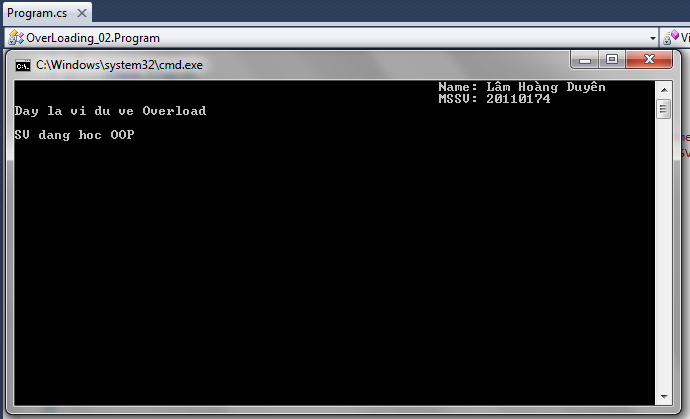 Program.cs
OverLoading_02.Program
Vi
C:\Windows\system32\cmd.exe
Name: Lâm Hoàng Duyên
MSSV: 20110174
Day la vi du ve Overload
SV dang hoc OOP